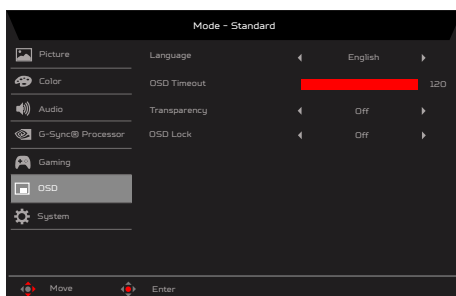 Mode - Standard
Picture
Language English
Color
OSD Timeout 120
Audio
Transparency Off
G-Sync® Processor
OSD Lock Off
Gaming
OSD
System
Move Enter